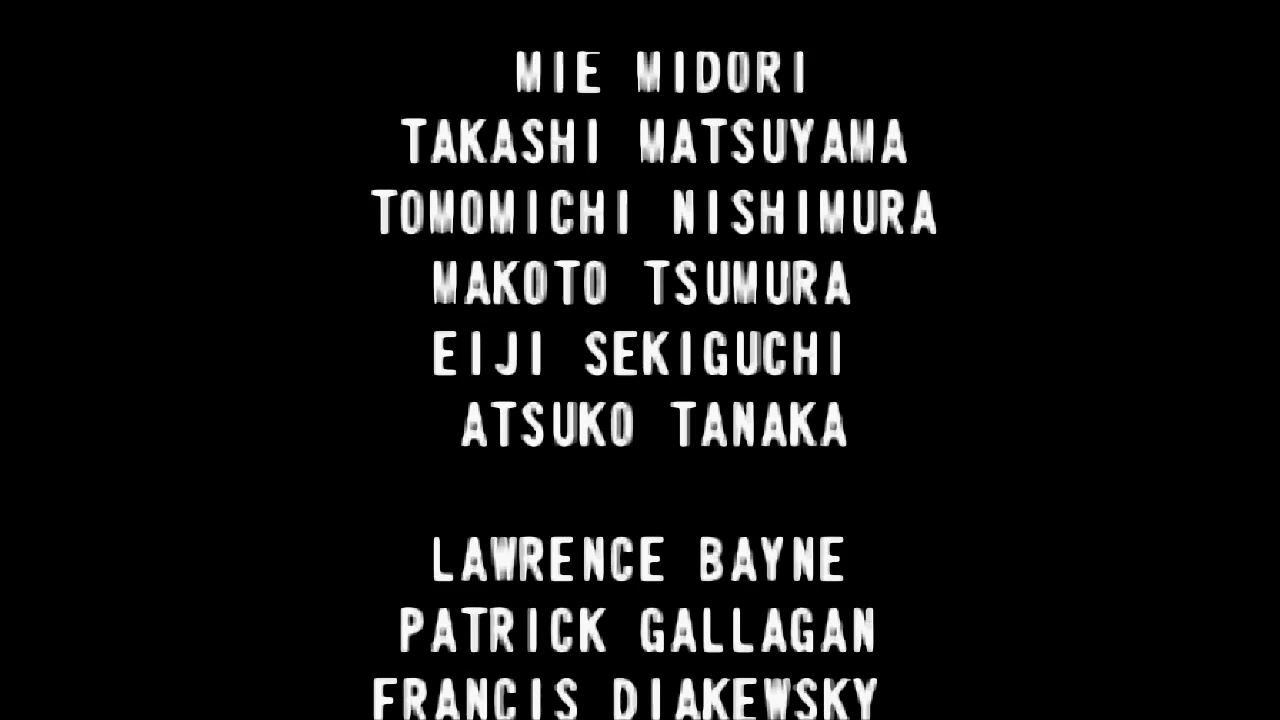 MIE MIDORI
TAKASHI MATSUYAMA
TOMOMICHI NISHIMURA
MAKOTO TSUMURA
EIJI SEKIGUCHI
ATSUKO TANAKA
LAWRENCE BAYNE
PATRICK GALLAGAN
FRANCIS DIAKEWSKY